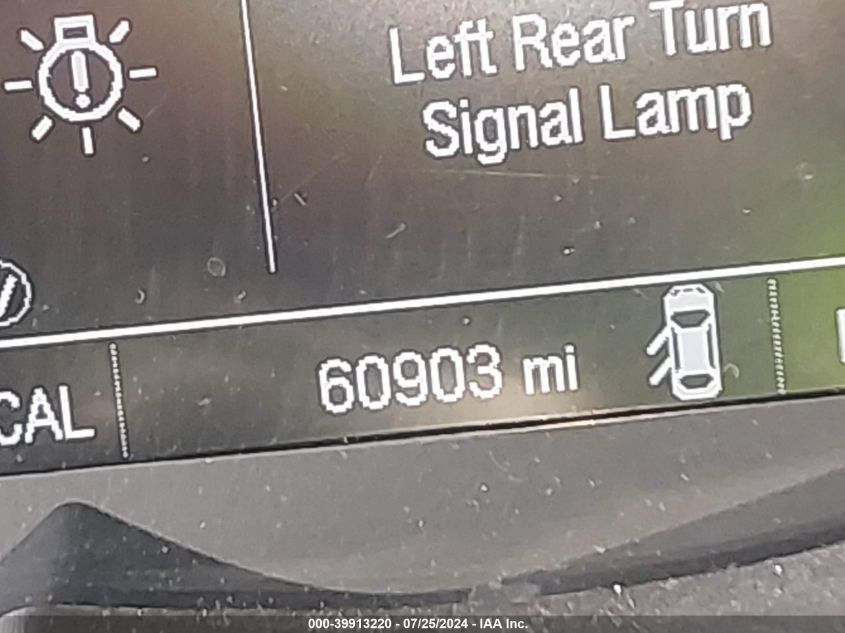 Left Rear Turn
Signal Lamp
CAL
60903 mi
000-39913220 - 07/25/2024 - IAA Inc.